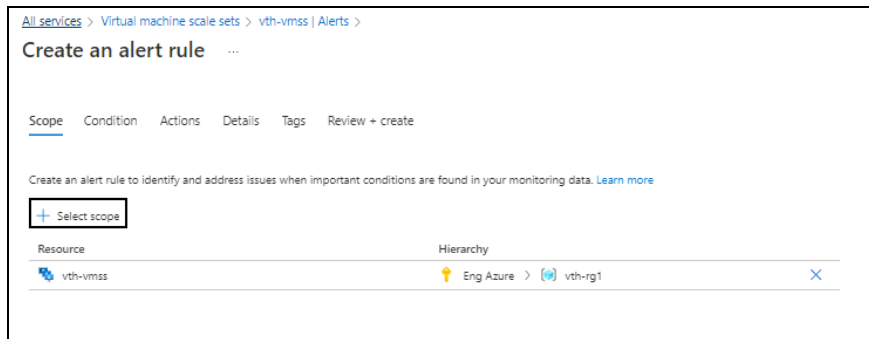 All services > Virtual machine scale sets > vth-vmss | Alerts >
Create an alert rule ...
Scope Condition Actions Details Tags Review + create
Create an alert rule to identify and address issues when important conditions are found in your monitoring data. Learn more
+ Select scope
Resource Hierarchy
vth-vmss Eng Azure > vth-rg1